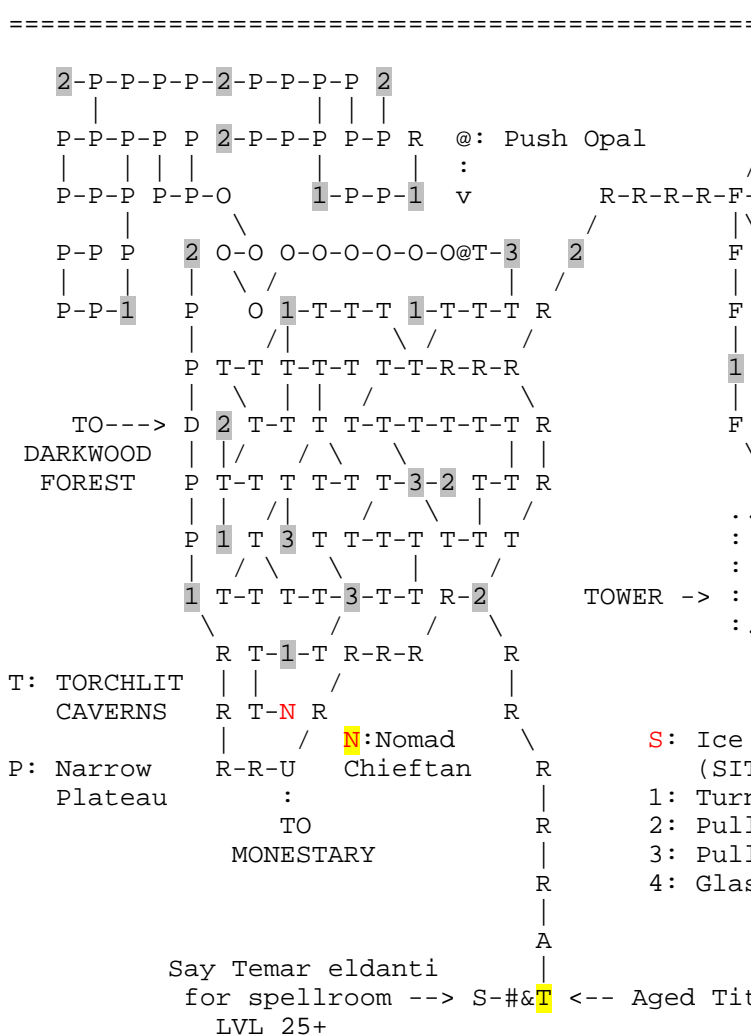 ===============================================
2-P-P-P-P-2-P-P-P-P 2
| | | |
P-P-P-P P 2-P-P-P P-P R @: Push Opal
| | | | | | : /
P-P-P P-P-O 1-P-P-1 v R-R-R-R-F-
| \ / |\
P-P P 2 O-O O-O-O-O-O-O@T-3 2 F
| | | \ / | |
P-P-1 P O 1-T-T-T 1-T-T-T R F
| /| \ / / |
P T-T T-T-T T-T-R-R-R 1
| \ | | / \ |
TO---> D 2 T-T T T-T-T-T-T-T R F
DARKWOOD | |/ / \ \ | | \
FOREST P T-T T T-T T-3-2 T-T R
| | /| / \ | / ..
P 1 T 3 T T-T-T T-T T :
| / \ \ | / :
1 T-T T-T-3-T-T R-2 TOWER -> :
\ / / \ :.
R T-1-T R-R-R R
T: TORCHLIT | | / |
CAVERNS R T-N R R
| / N:Nomad \ S: Ice
P: Narrow R-R-U Chieftan R (SIT
Plateau : | 1: Turn
TO R 2: Pull
MONESTARY | 3: Pull
R 4: Glas
|
A
Say Temar eldanti |
for spellroom --> S-#&T <-- Aged Tit
LVL 25+